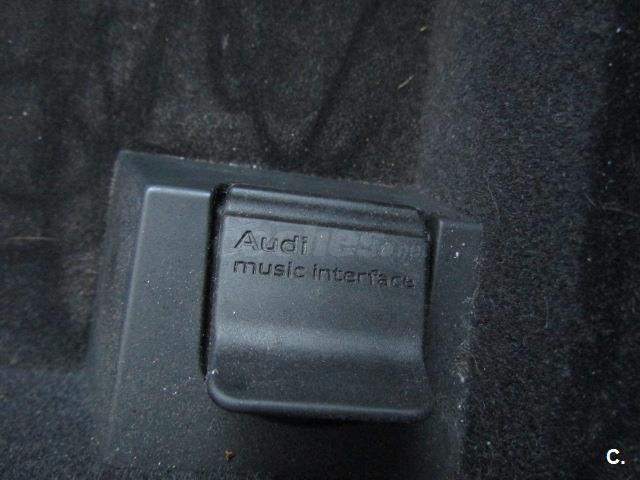 Audi
music interface
C.